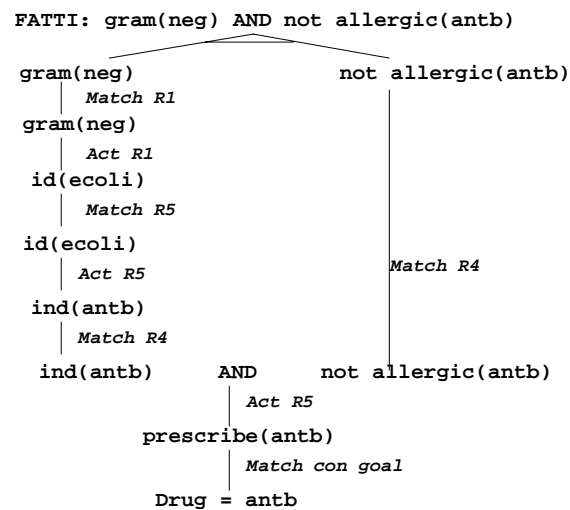 FATTI: gram(neg) AND not allergic(antb)
gram(neg) not allergic(antb)
Match R1
gram(neg)
Act R1
id(ecoli)
Match R5
id(ecoli)
Match R4
Act R5
ind(antb)
Match R4
ind(antb) AND not allergic(antb)
Act R5
prescribe(antb)
Match con goal
Drug = antb